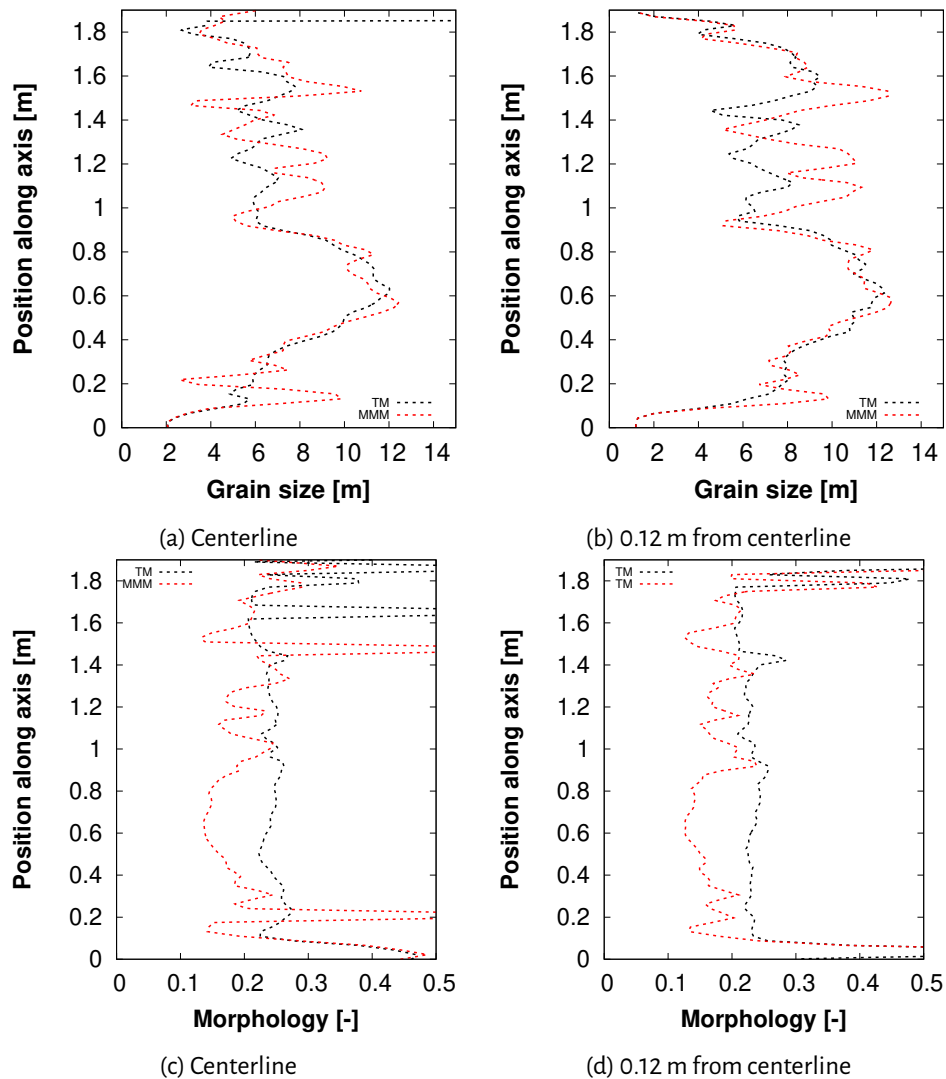 1.8
1.6
1.4
1.2
1
0.8
0.6
0.4
0.2
0
Position along axis [m]
TM
MMM
0 2 4 6 8 10 12 14
Grain size [m]
(a) Centerline
1.8
1.6
1.4
1.2
1
0.8
0.6
0.4
0.2
0
Position along axis [m]
TM
MMM
0 2 4 6 8 10 12 14
Grain size [m]
(b) 0.12 m from centerline
TM
MMM
1.8
1.6
1.4
1.2
1
0.8
0.6
0.4
0.2
0
Position along axis [m]
0 0.1 0.2 0.3 0.4 0.5
Morphology [-]
(c) Centerline
TM
TM
1.8
1.6
1.4
1.2
1
0.8
0.6
0.4
0.2
0
Position along axis [m]
0 0.1 0.2 0.3 0.4 0.5
Morphology [-]
(d) 0.12 m from centerline